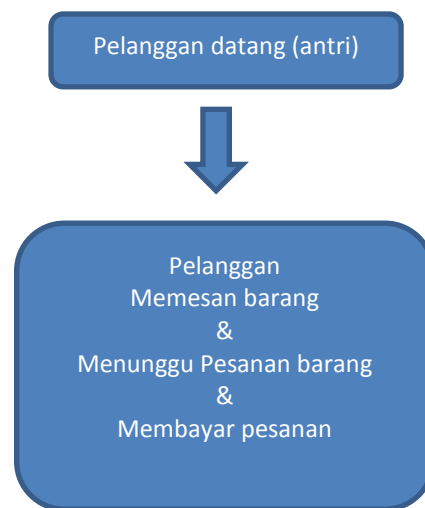 Pelanggan datang (antri)
Pelanggan
Memesan barang
&
Menunggu Pesanan barang
&
Membayar pesanan